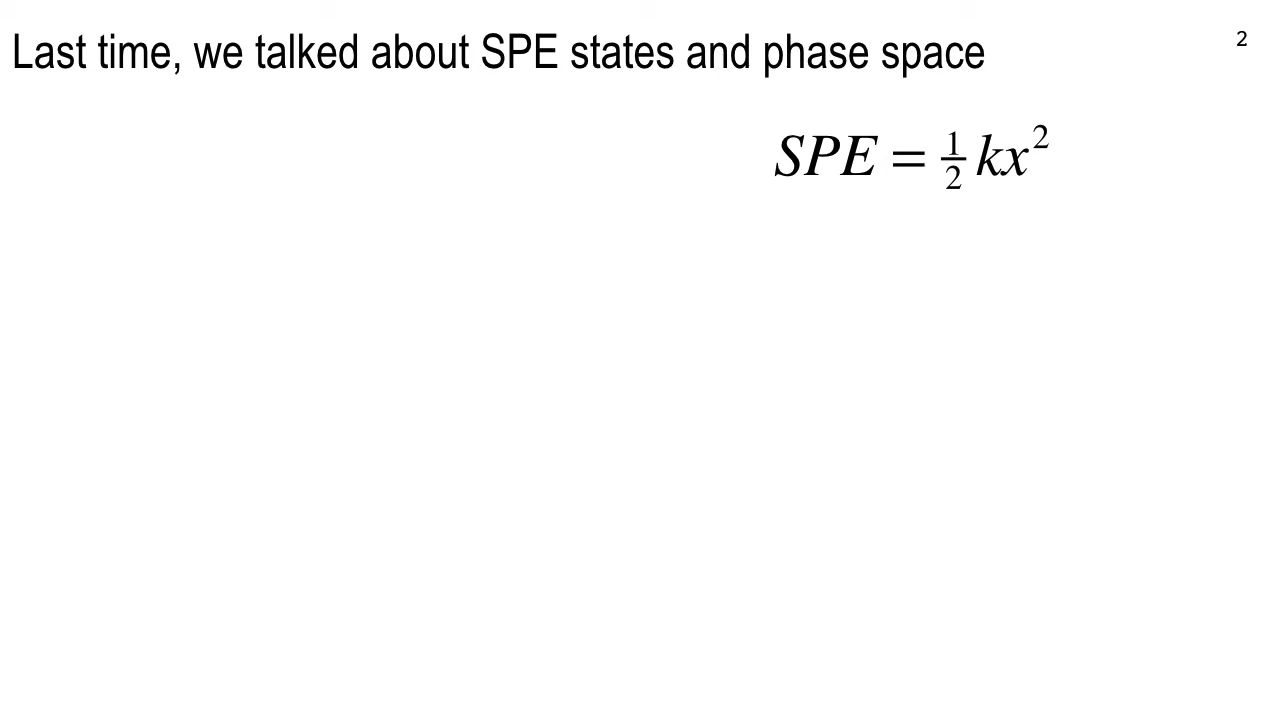 Last time, we talked about SPE states and phase space
2
SPE = ½ kx²